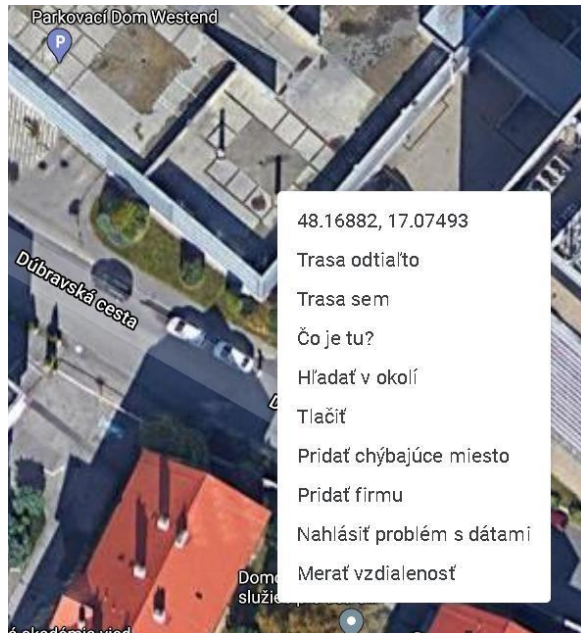 Parkovací Dom Westend
P
48.16882, 17.07493
Trasa odtiaľto
Dúbravská cesta
Trasa sem
Čo je tu?
Hľadať v okolí
Tlačiť
Pridať chýbajúce miesto
Pridať firmu
Nahlásiť problém s dátami
Merať vzdialenosť